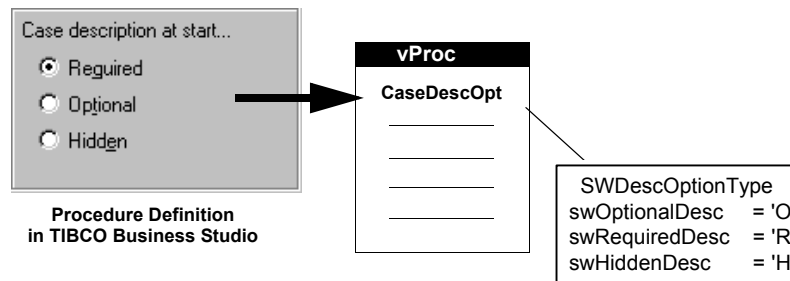 Case description at start...
Required
Optional
Hidden
Procedure Definition
in TIBCO Business Studio
vProc
CaseDescOpt
SWDescOptionType
swOptionalDesc = 'O
swRequiredDesc = 'R
swHiddenDesc = 'H